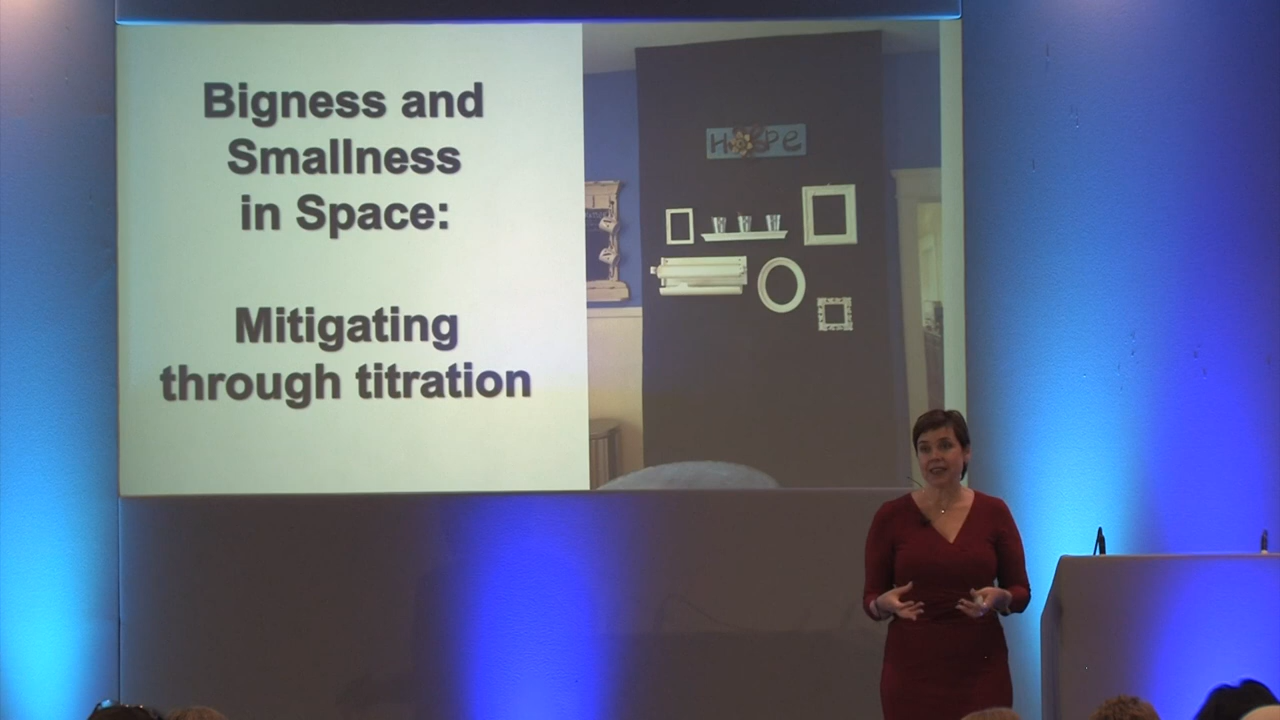 Bigness and
Smallness
in Space:
Mitigating
through titration
HOPE